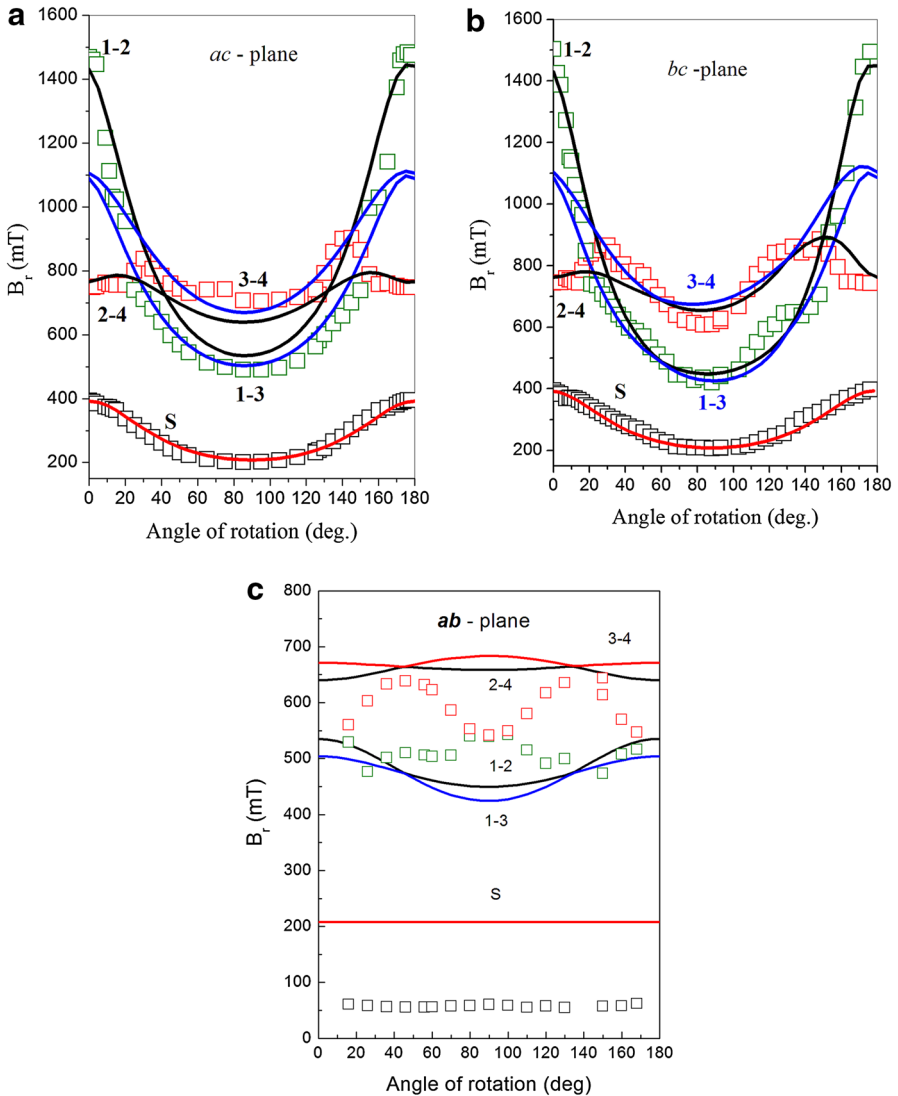 a
1600
1400
1200
1000
800
600
400
200
B_r (mT)
ac - plane
1-2
3-4
2-4
1-3
S
0 20 40 60 80 100 120 140 160 180
Angle of rotation (deg.)
b
1600
1400
1200
1000
800
600
400
200
B_r (mT)
bc -plane
1-2
3-4
2-4
S
1-3
0 20 40 60 80 100 120 140 160 180
Angle of rotation (deg.)
c
800
700
600
500
400
300
200
100
0
B_r (mT)
ab - plane
3-4
2-4
1-2
1-3
S
0 20 40 60 80 100 120 140 160 180
Angle of rotation (deg)